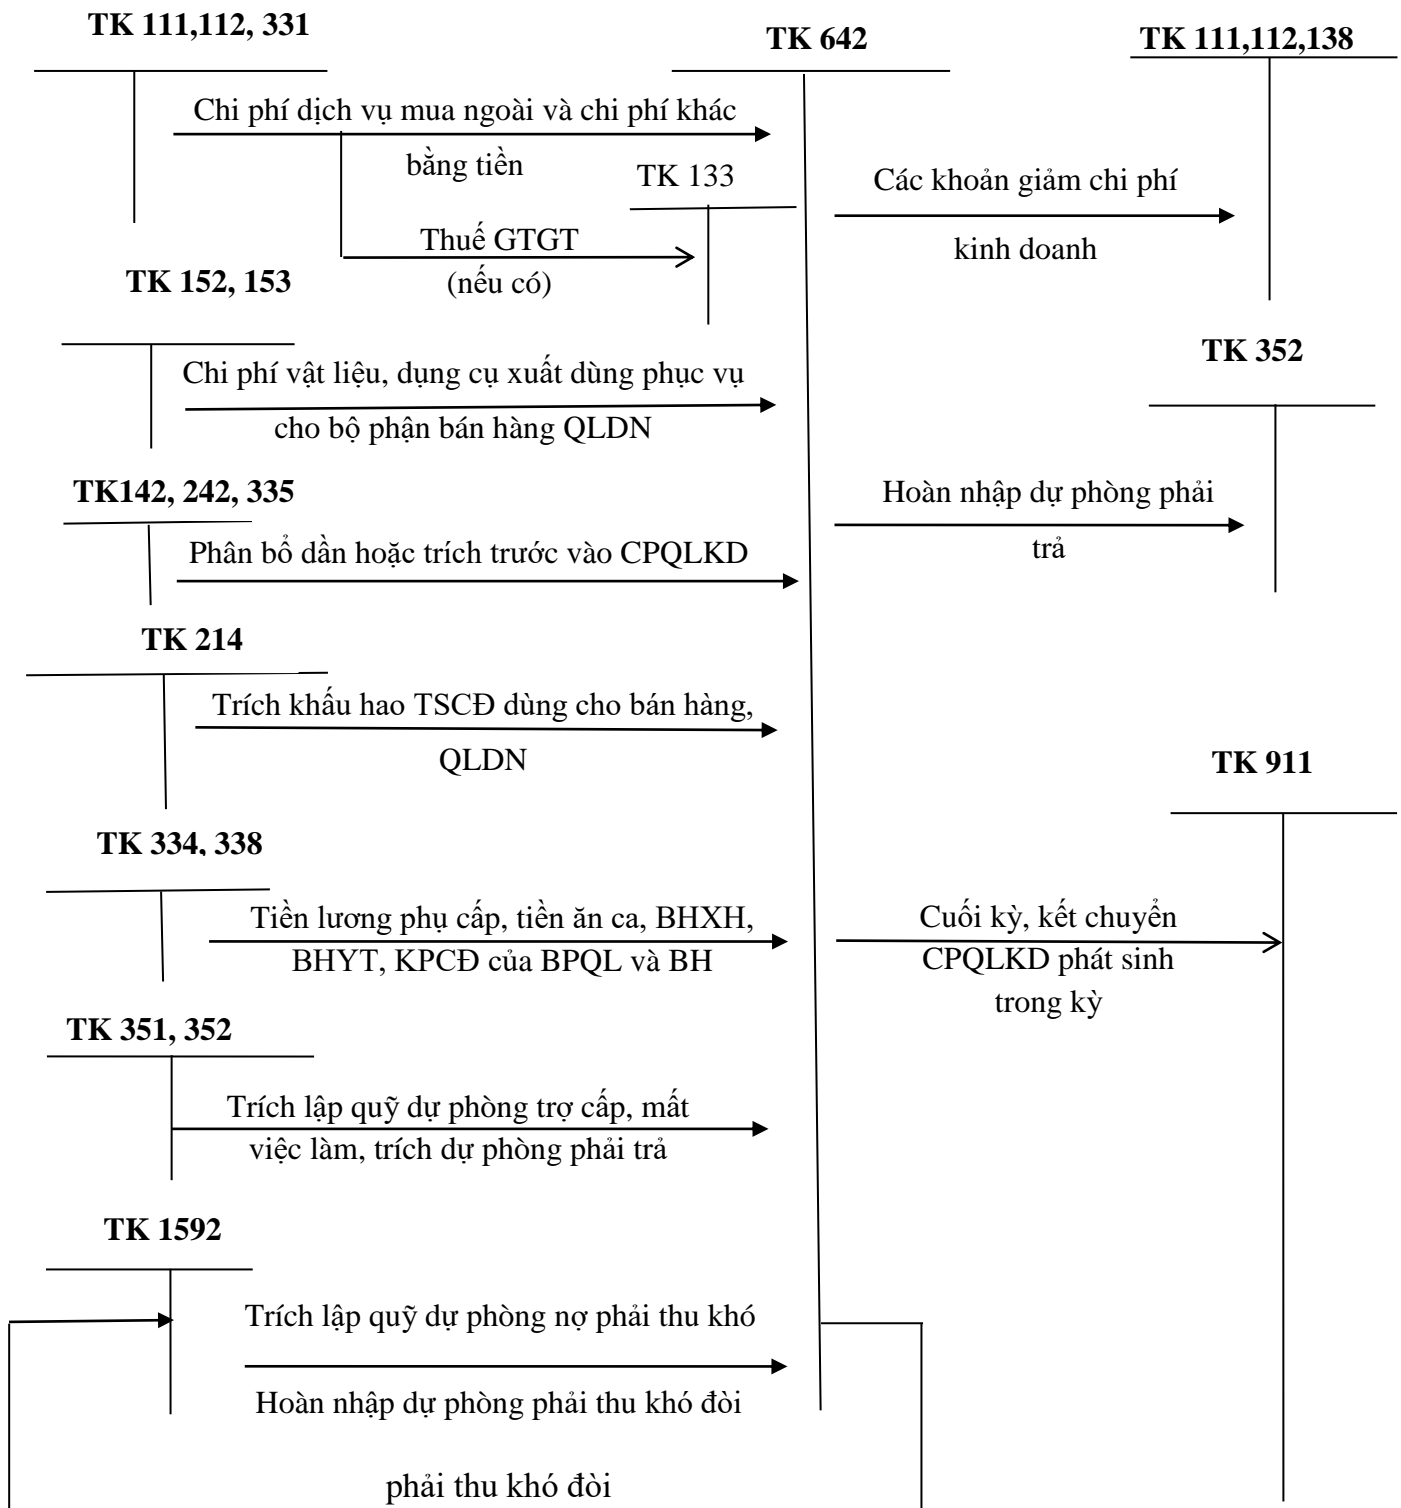 TK 111,112, 331
TK 642
TK 111,112,138
Chi phí dịch vụ mua ngoài và chi phí khác
bằng tiền
TK 133
Các khoản giảm chi phí
kinh doanh
Thuế GTGT
(nếu có)
TK 152, 153
TK 352
Chi phí vật liệu, dụng cụ xuất dùng phục vụ
cho bộ phận bán hàng QLDN
TK142, 242, 335
Hoàn nhập dự phòng phải
trả
Phân bổ dần hoặc trích trước vào CPQLKD
TK 214
Trích khấu hao TSCĐ dùng cho bán hàng,
QLDN
TK 911
TK 334, 338
Tiền lương phụ cấp, tiền ăn ca, BHXH,
BHYT, KPCĐ của BPQL và BH
Cuối kỳ, kết chuyển
CPQLKD phát sinh
trong kỳ
TK 351, 352
Trích lập quỹ dự phòng trợ cấp, mất
việc làm, trích dự phòng phải trả
TK 1592
Trích lập quỹ dự phòng nợ phải thu khó
Hoàn nhập dự phòng phải thu khó đòi
phải thu khó đòi